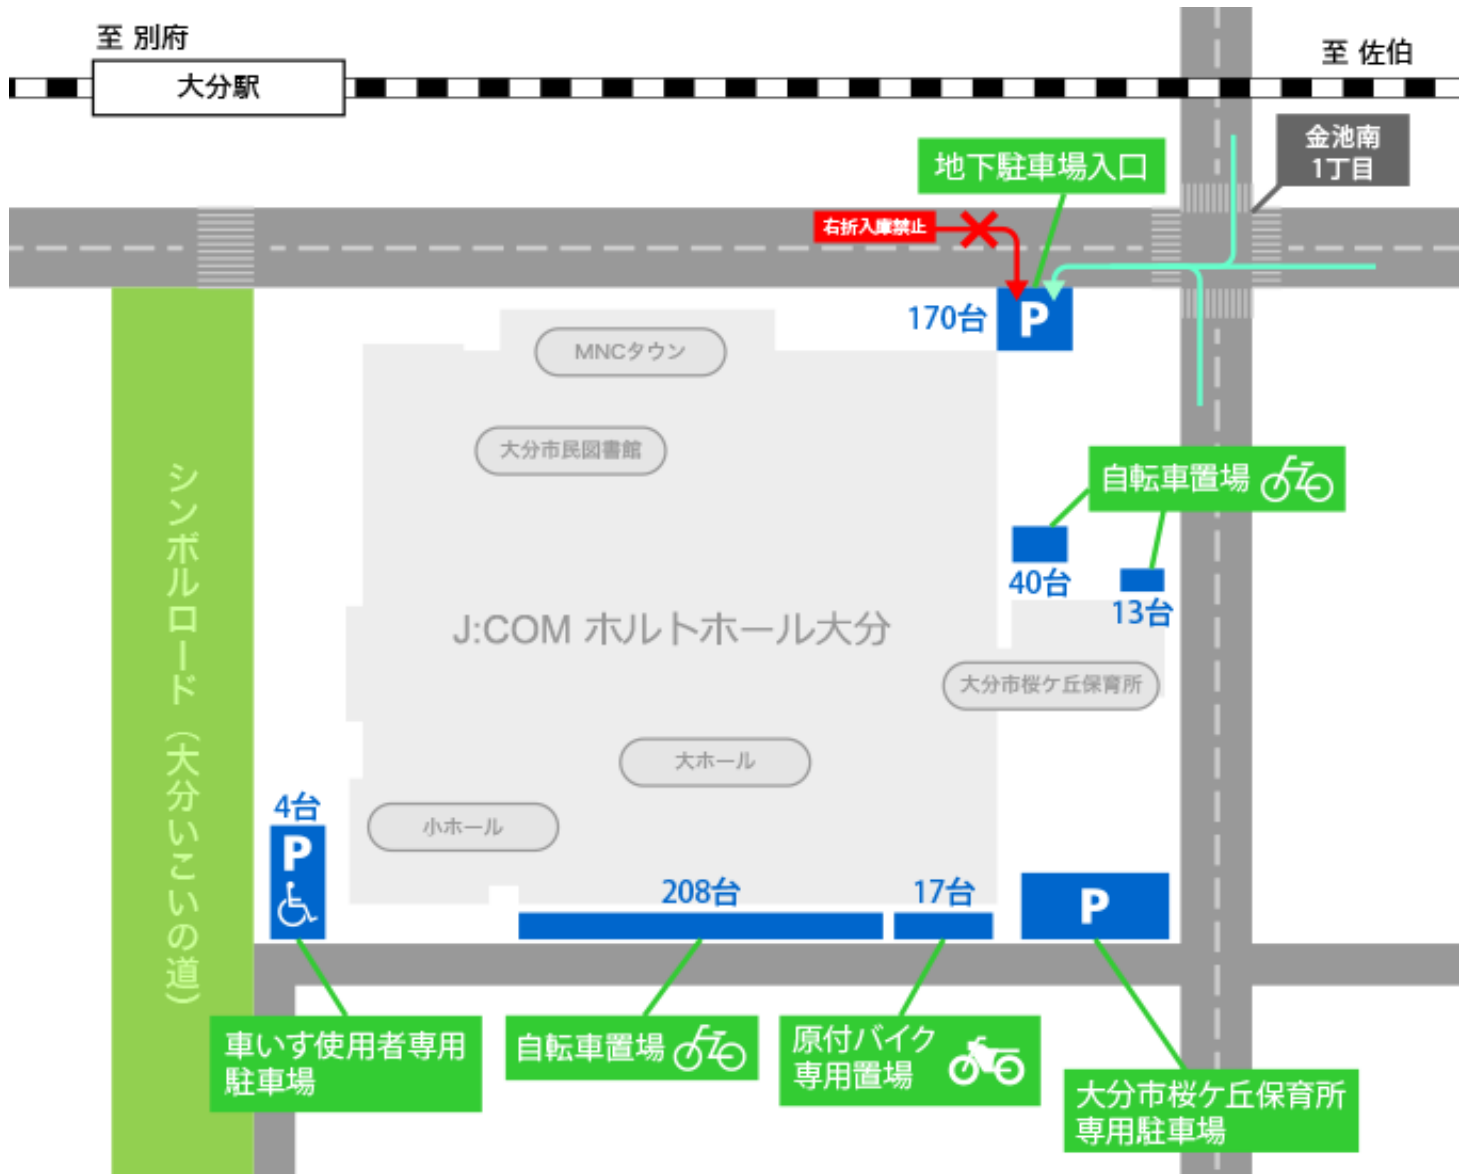 至 別府
至 佐伯
大分駅
金池南
1丁目
地下駐車場入口
右折入庫禁止
170台
P
MNCタウン
大分市民図書館
自転車置場
40台
13台
シンボルロード（大分いこいの道）
J:COM ホルトホール大分
大分市桜ケ丘保育所
大ホール
小ホール
4台
P
208台
17台
P
車いす使用者専用
駐車場
自転車置場
原付バイク
専用置場
大分市桜ケ丘保育所
専用駐車場